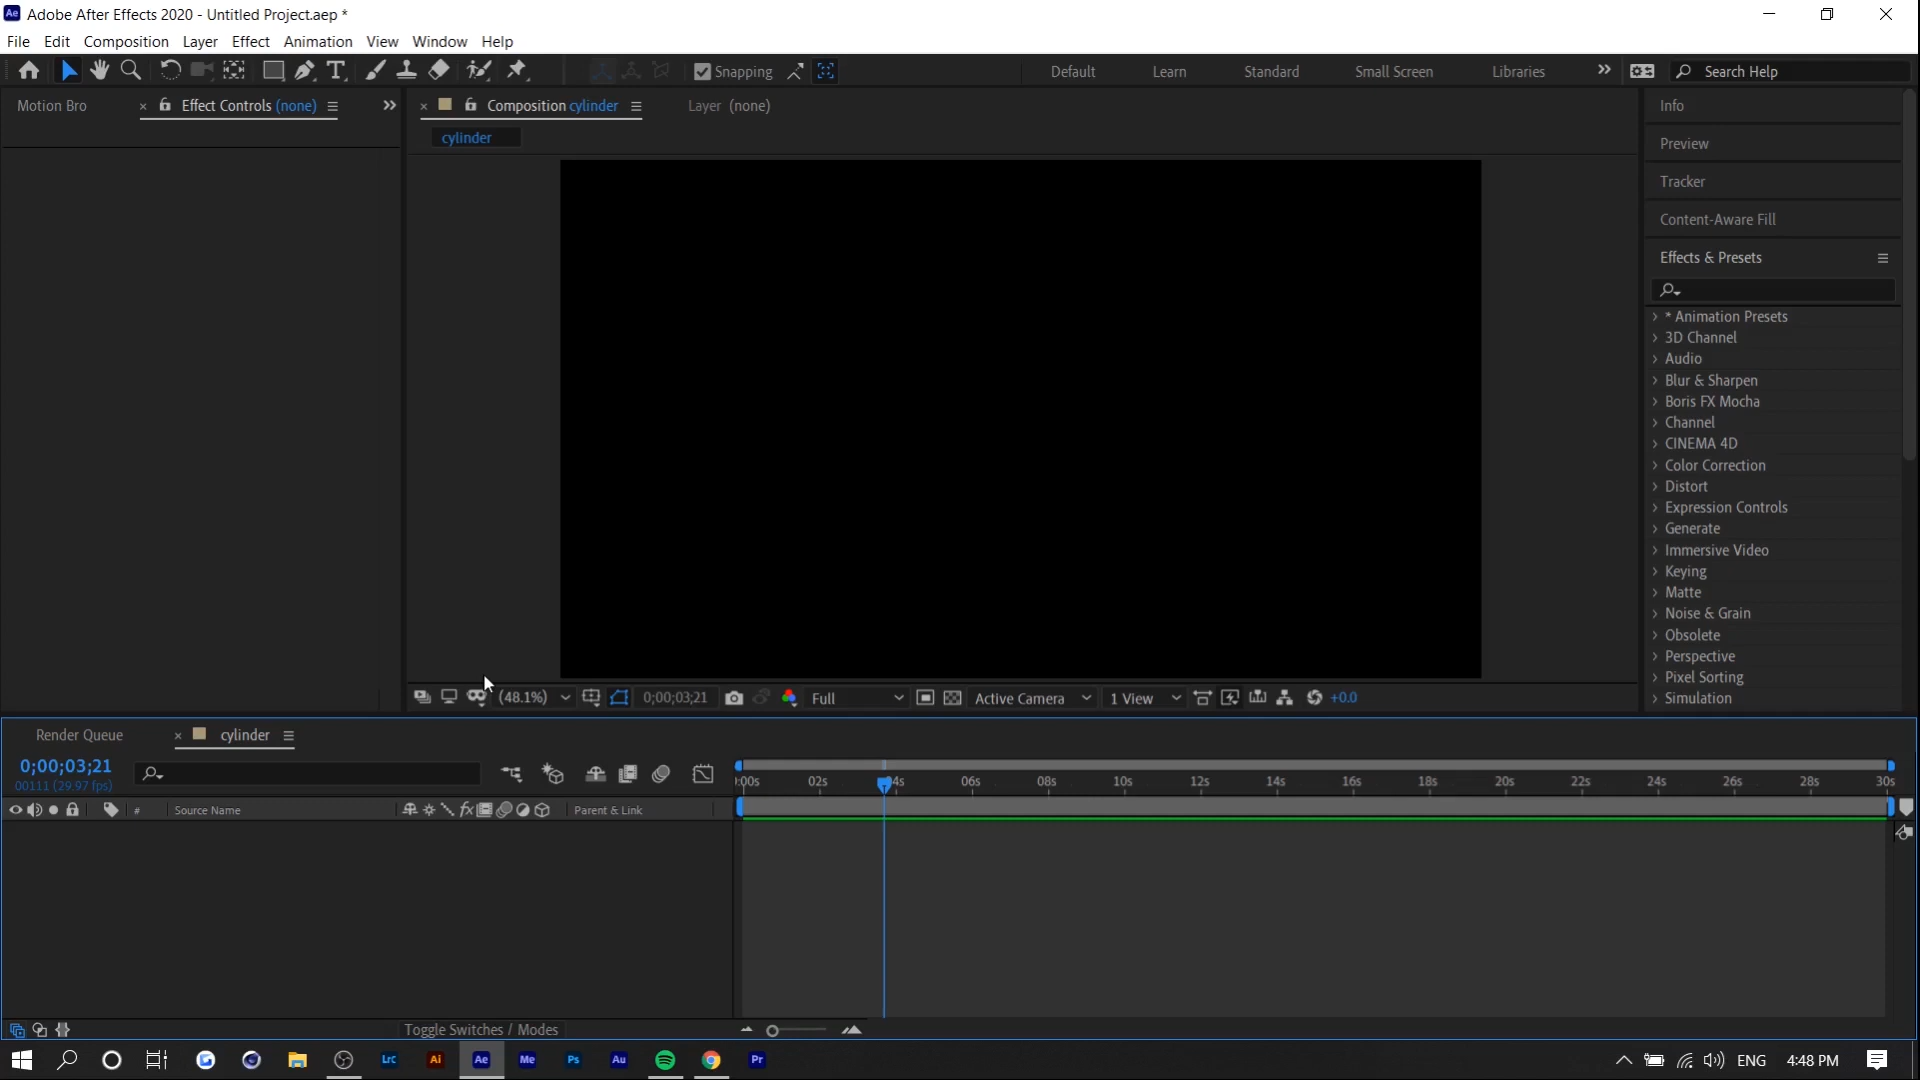 Ae Adobe After Effects 2020 - Untitled Project.aep *
File Edit Composition Layer Effect Animation View Window Help
Snapping
Default Learn Standard Small Screen Libraries Search Help
Motion Bro
Effect Controls (none)
Composition cylinder
Layer (none)
cylinder
Info
Preview
Tracker
Content-Aware Fill
Effects & Presets
* Animation Presets
3D Channel
Audio
Blur & Sharpen
Boris FX Mocha
Channel
CINEMA 4D
Color Correction
Distort
Expression Controls
Generate
Immersive Video
Keying
Matte
Noise & Grain
Obsolete
Perspective
Pixel Sorting
Simulation
(48.1%) 0;00;03;21 Full Active Camera 1 View +0.0
Render Queue
cylinder
0;00;03;21
00111 (29.97 fps)
:00s 02s 04s 06s 08s 10s 12s 14s 16s 18s 20s 22s 24s 26s 28s 30s
# Source Name fx Parent & Link
Toggle Switches / Modes
Lrc Ai Ae Me Ps Au Pr
ENG 4:48 PM